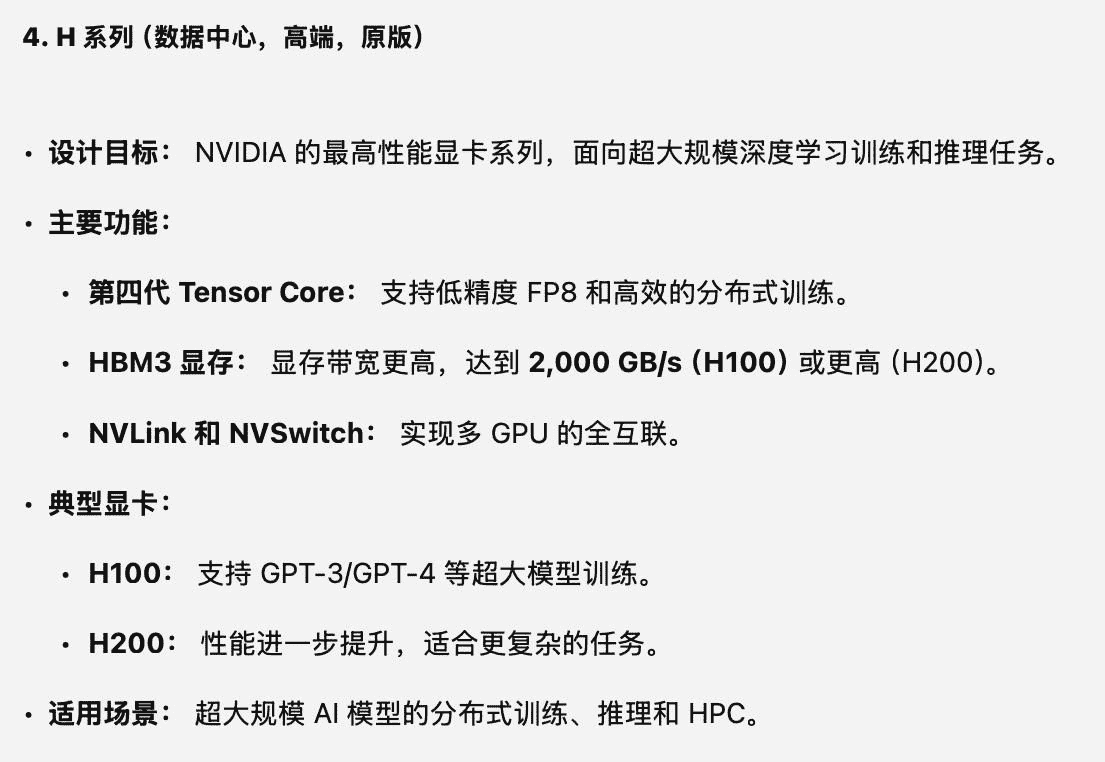 4. H 系列（数据中心，高端，原版）
• 设计目标： NVIDIA 的最高性能显卡系列，面向超大规模深度学习训练和推理任务。
• 主要功能：
• 第四代 Tensor Core： 支持低精度 FP8 和高效的分布式训练。
• HBM3 显存： 显存带宽更高，达到 2,000 GB/s（H100）或更高（H200）。
• NVLink 和 NVSwitch： 实现多 GPU 的全互联。
• 典型显卡：
• H100： 支持 GPT-3/GPT-4 等超大模型训练。
• H200： 性能进一步提升，适合更复杂的任务。
• 适用场景： 超大规模 AI 模型的分布式训练、推理和 HPC。